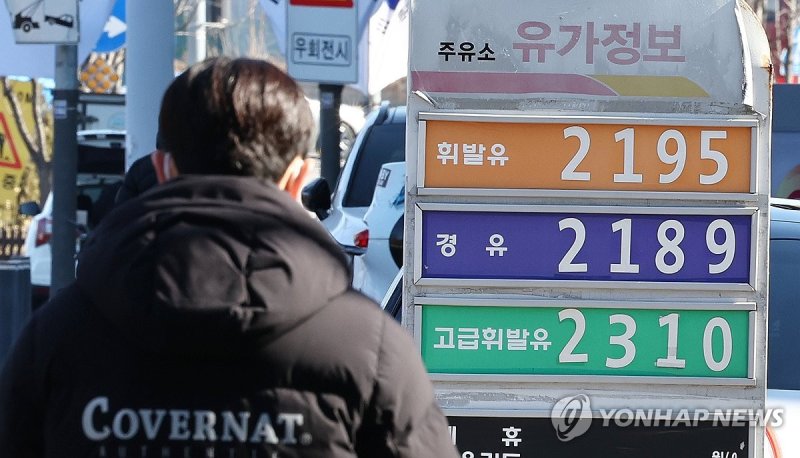 우회전시
주유소 유가정보
휘발유 2195
경 유 2189
고급휘발유 2310
휴
COVERNAT®
YONHAP NEWS